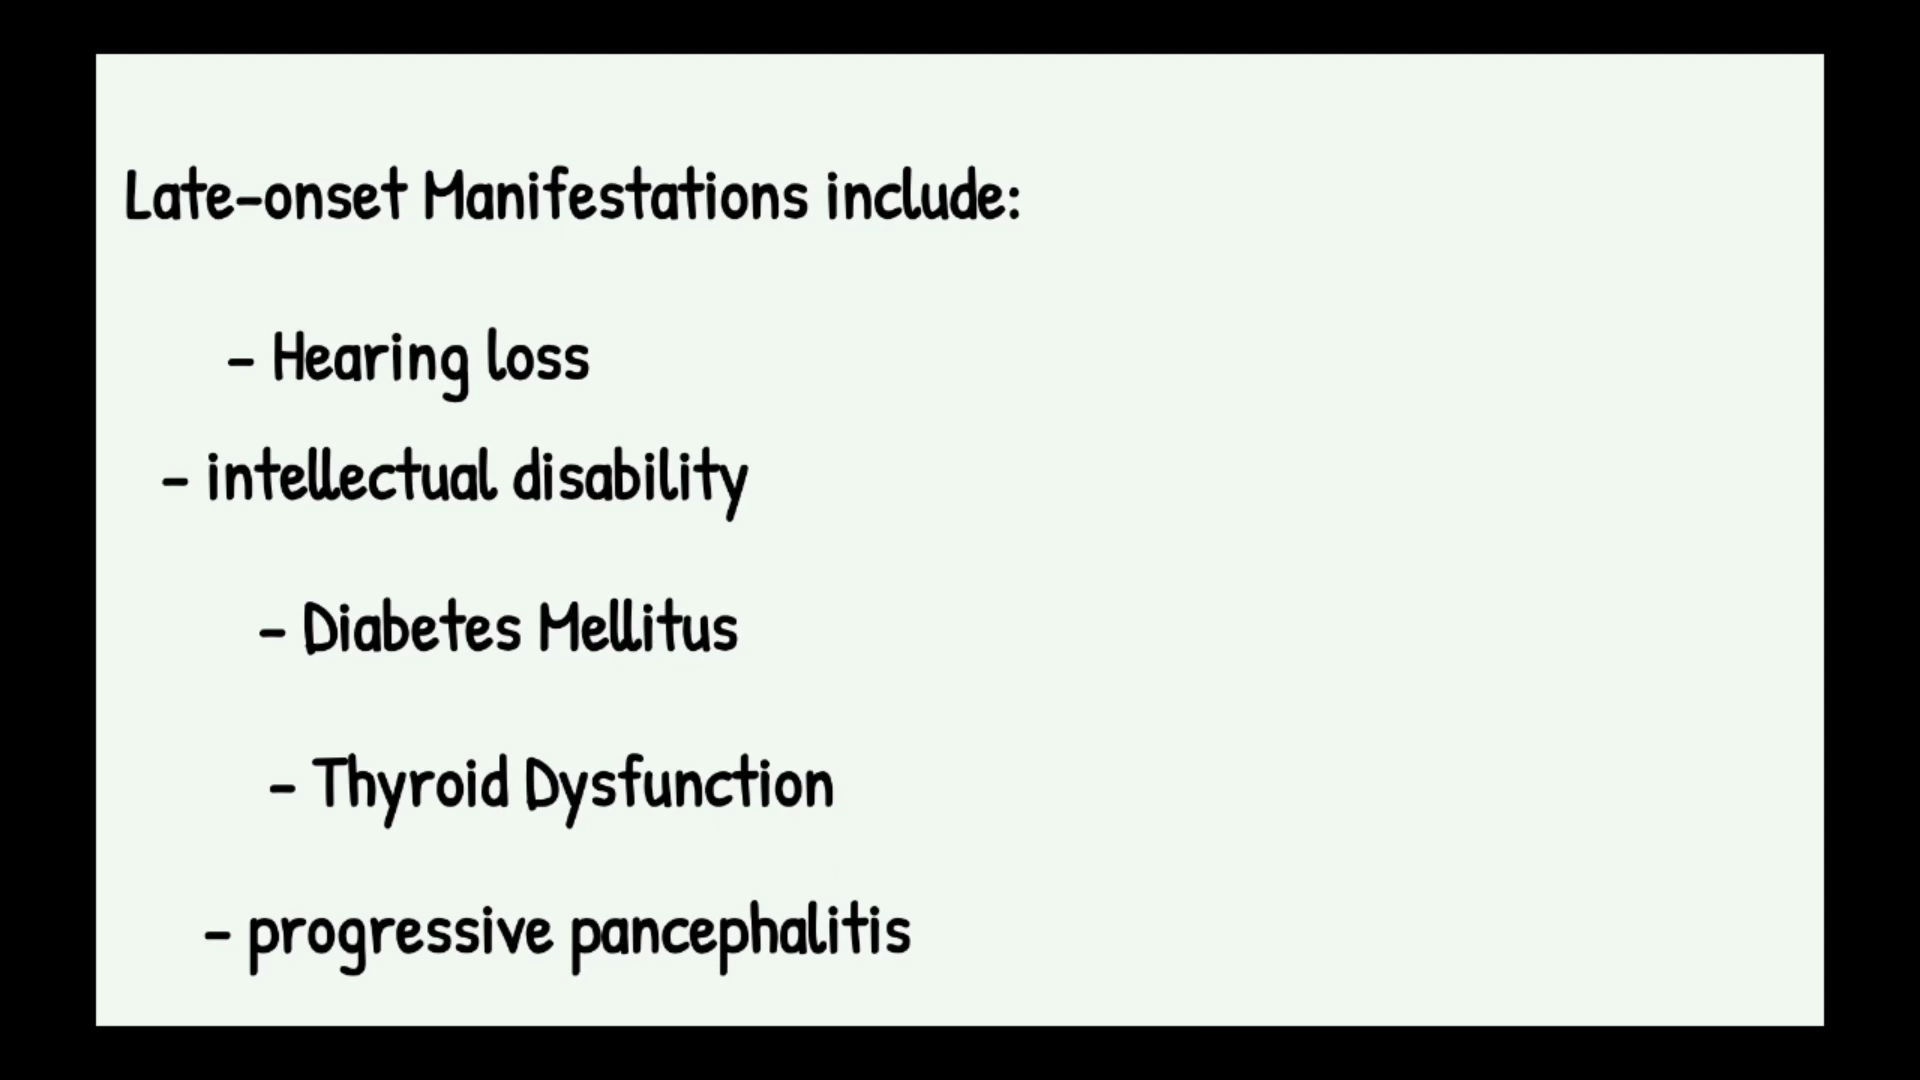 Late-onset Manifestations include:
- Hearing loss
- intellectual disability
- Diabetes Mellitus
- Thyroid Dysfunction
- progressive pancephalitis